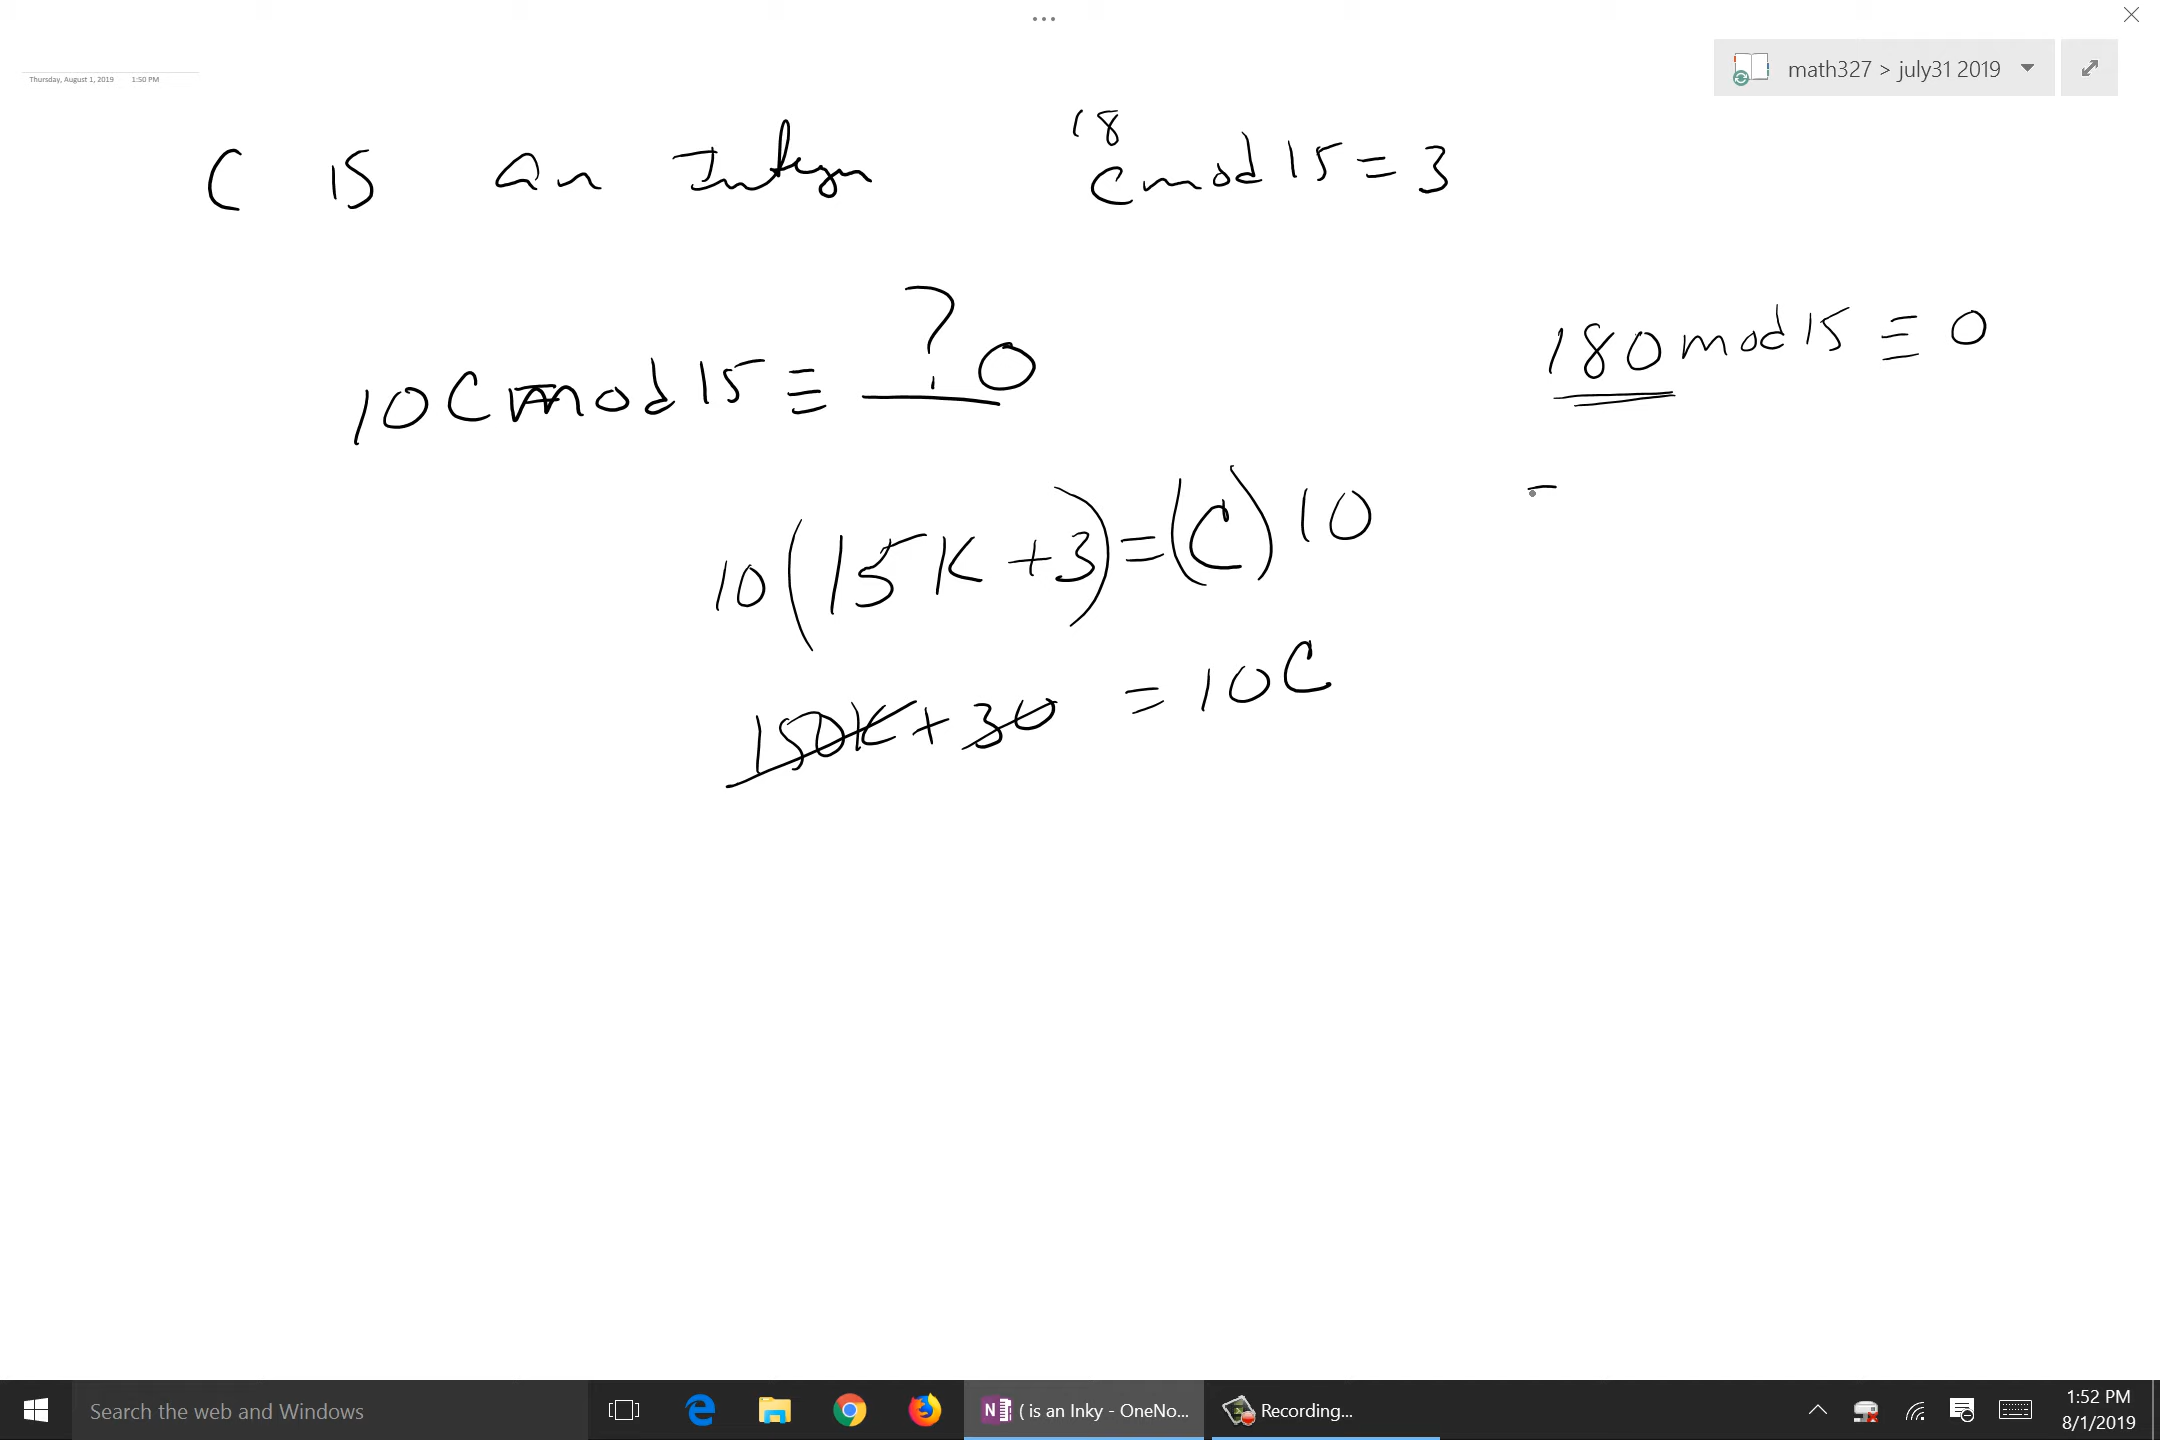 Thursday, August 1, 2019 1:50 PM
math327 > july31 2019
18
C is an Integer c mod 15 = 3
?
10C mod 15 ≡ 0
180 mod 15 ≡ 0
10(15K+3)=(C)10
150K+30 = 10C
Search the web and Windows
( is an Inky - OneNo...
Recording...
1:52 PM
8/1/2019